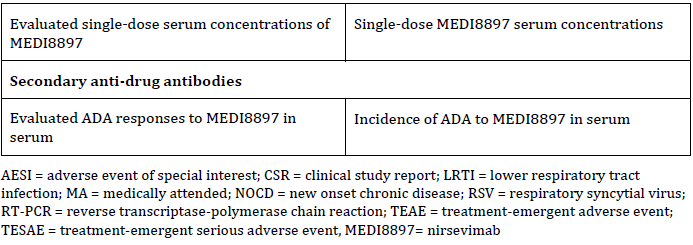 Evaluated single-dose serum concentrations of
MEDI8897
Single-dose MEDI8897 serum concentrations
Secondary anti-drug antibodies
Evaluated ADA responses to MEDI8897 in
serum
Incidence of ADA to MEDI8897 in serum
AESI = adverse event of special interest; CSR = clinical study report; LRTI = lower respiratory tract
infection; MA = medically attended; NOCD = new onset chronic disease; RSV = respiratory syncytial virus;
RT-PCR = reverse transcriptase-polymerase chain reaction; TEAE = treatment-emergent adverse event;
TESAE = treatment-emergent serious adverse event, MEDI8897= nirsevimab